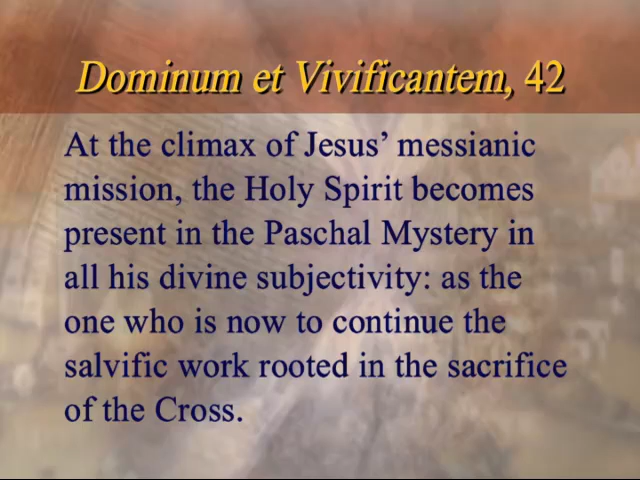 Dominum et Vivificantem, 42
At the climax of Jesus’ messianic
mission, the Holy Spirit becomes
present in the Paschal Mystery in
all his divine subjectivity: as the
one who is now to continue the
salvific work rooted in the sacrifice
of the Cross.